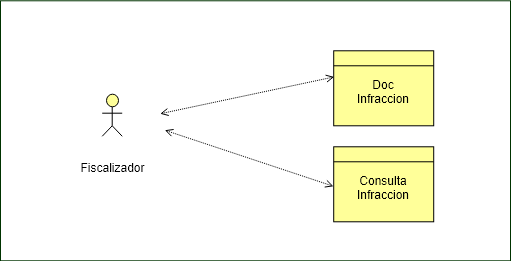 Doc
Infraccion
Fiscalizador
Consulta
Infraccion